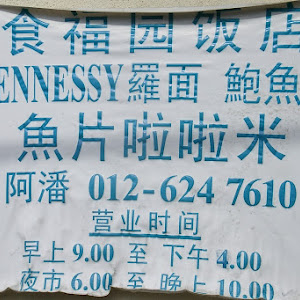 食福园饭店
ENNESSY羅面 鮑魚
魚片啦啦米
阿潘 012-624 7610
营业时间
早上 9.00 至 下午 4.00
夜市 6.00 至 晚上 10.00